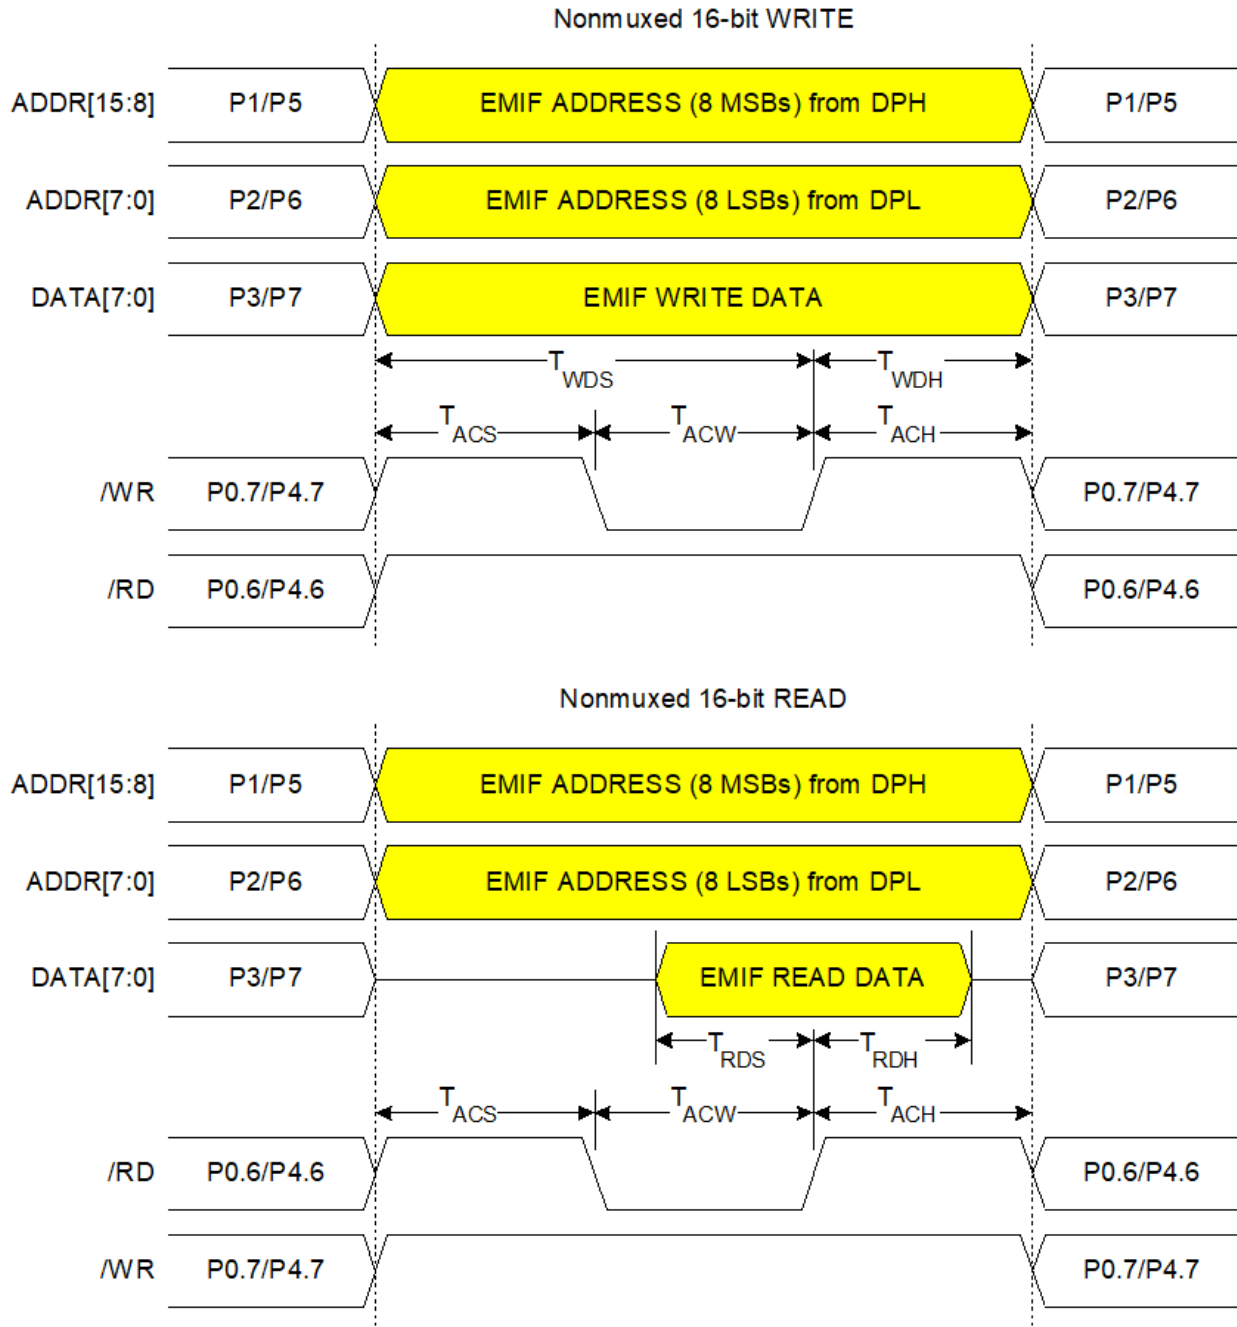 Nonmuxed 16-bit WRITE
ADDR[15:8] P1/P5 EMIF ADDRESS (8 MSBs) from DPH P1/P5
ADDR[7:0] P2/P6 EMIF ADDRESS (8 LSBs) from DPL P2/P6
DATA[7:0] P3/P7 EMIF WRITE DATA P3/P7
TWDS TWDH
TACS TACW TACH
/WR P0.7/P4.7 P0.7/P4.7
/RD P0.6/P4.6 P0.6/P4.6
Nonmuxed 16-bit READ
ADDR[15:8] P1/P5 EMIF ADDRESS (8 MSBs) from DPH P1/P5
ADDR[7:0] P2/P6 EMIF ADDRESS (8 LSBs) from DPL P2/P6
DATA[7:0] P3/P7 EMIF READ DATA P3/P7
TRDS TRDH
TACS TACW TACH
/RD P0.6/P4.6 P0.6/P4.6
/WR P0.7/P4.7 P0.7/P4.7